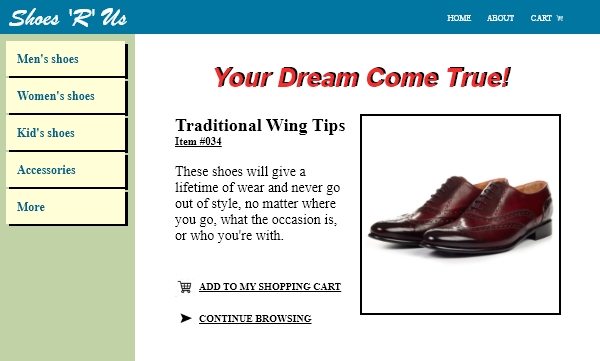 Shoes 'R' Us
HOME ABOUT CART
Men's shoes
Women's shoes
Kid's shoes
Accessories
More
Your Dream Come True!
Traditional Wing Tips
Item #034
These shoes will give a
lifetime of wear and never go
out of style, no matter where
you go, what the occasion is,
or who you're with.
ADD TO MY SHOPPING CART
CONTINUE BROWSING